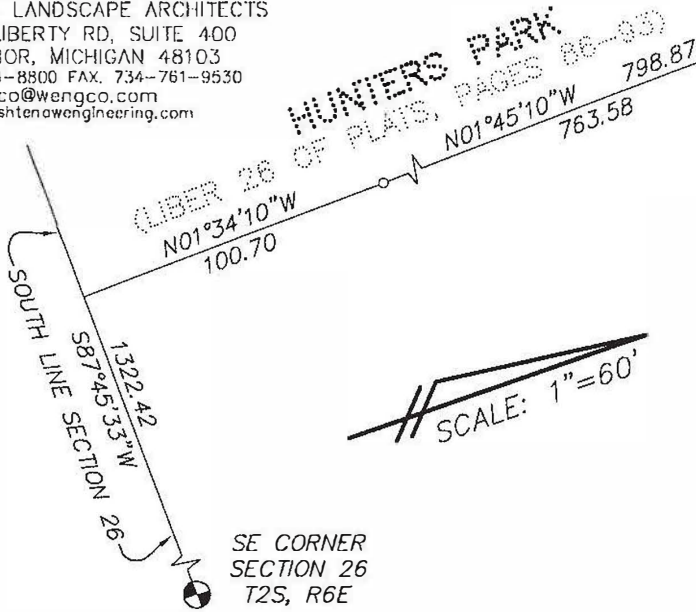 LANDSCAPE ARCHITECTS
LIBERTY RD, SUITE 400
OR, MICHIGAN 48103
-8800 FAX. 734-761-9530
co@wengco.com
shtenawengineering.com
HUNTERS PARK
(LIBER 26 OF PLATS, PAGES 86-93)
N01°34'10"W
100.70
N01°45'10"W
763.58
798.87
SOUTH LINE SECTION 26
S87°45'33"W
1322.42
SCALE: 1"=60'
SE CORNER
SECTION 26
T2S, R6E